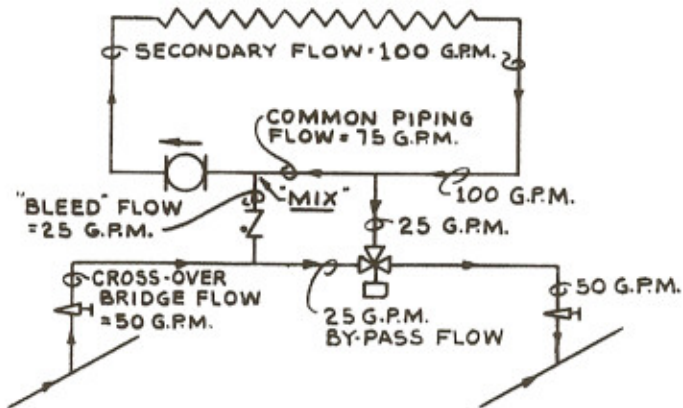 SECONDARY FLOW = 100 G.P.M.
COMMON PIPING
FLOW = 75 G.P.M.
"BLEED" FLOW
= 25 G.P.M.
"MIX"
100 G.P.M.
25 G.P.M.
CROSS-OVER
BRIDGE FLOW
= 50 G.P.M.
25 G.P.M.
BY-PASS FLOW
50 G.P.M.